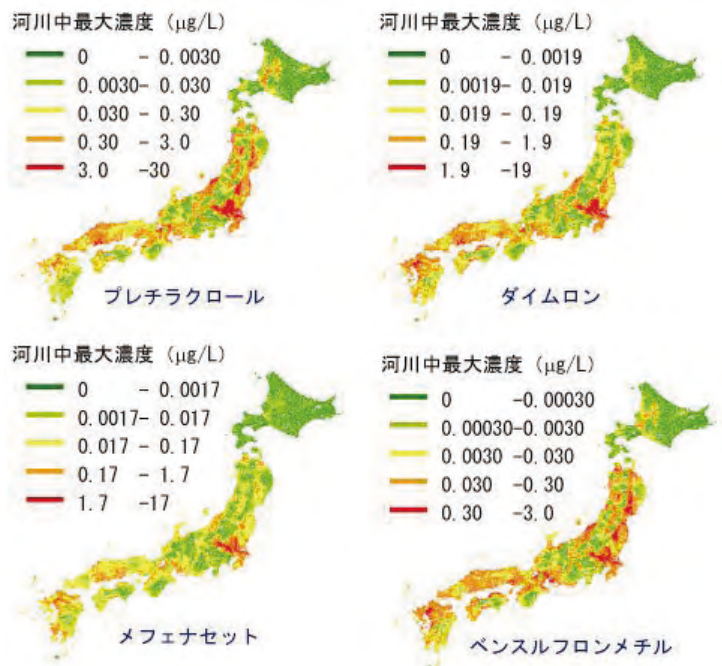 河川中最大濃度 (μg/L)
0 - 0.0030
0.0030- 0.030
0.030 - 0.30
0.30 - 3.0
3.0 -30
プレチラクロール
河川中最大濃度 (μg/L)
0 - 0.0019
0.0019- 0.019
0.019 - 0.19
0.19 - 1.9
1.9 -19
ダイムロン
河川中最大濃度 (μg/L)
0 - 0.0017
0.0017- 0.017
0.017 - 0.17
0.17 - 1.7
1.7 -17
メフェナセット
河川中最大濃度 (μg/L)
0 -0.00030
0.00030-0.0030
0.0030 -0.030
0.030 -0.30
0.30 -3.0
ベンスルフロンメチル